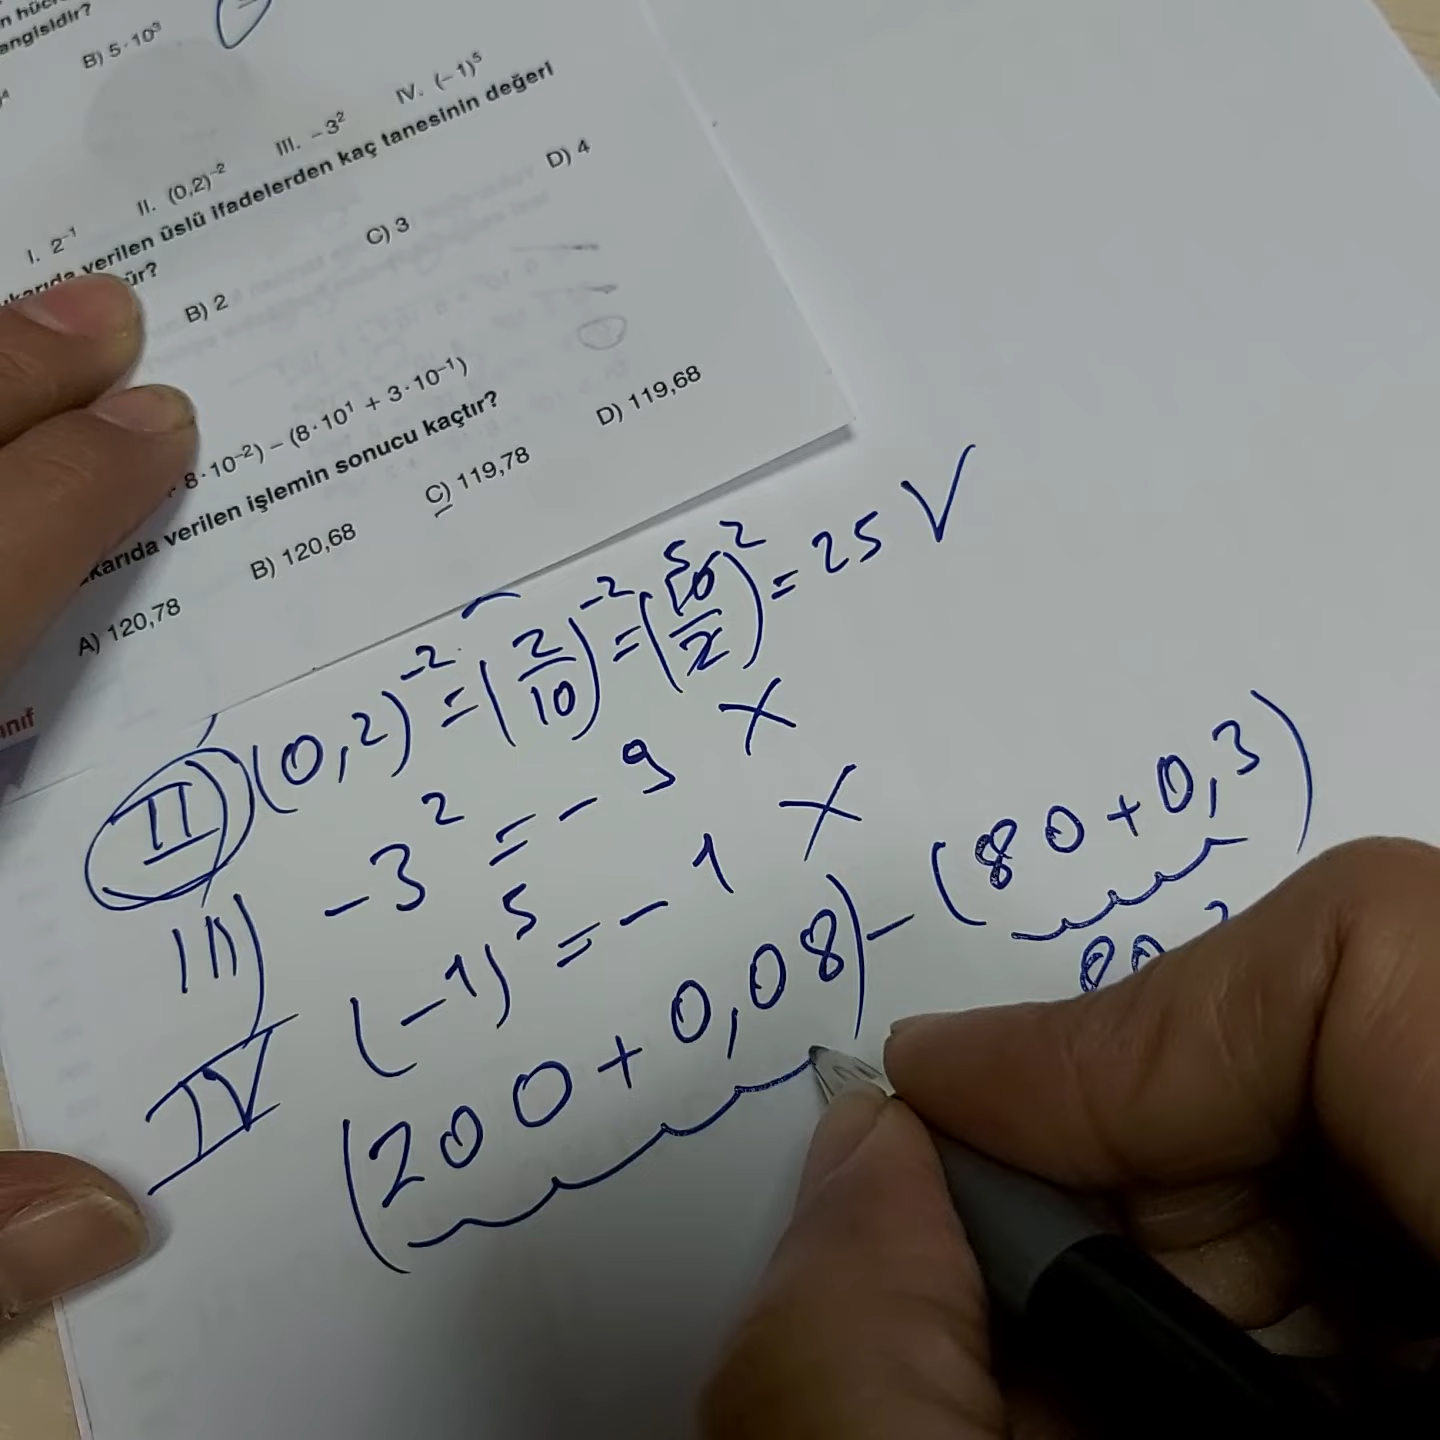 angisidir?
B) 5·10³
I. 2⁻¹ II. (0,2)⁻² III. –3² IV. (–1)⁵
verilen üslü ifadelerden kaç tanesinin değeri
ür?
B) 2 C) 3 D) 4
8·10⁻²) – (8·10¹ + 3·10⁻¹)
karıda verilen işlemin sonucu kaçtır?
A) 120,78 B) 120,68 C) 119,78 D) 119,68
ınıf
II) (0,2)⁻² = (2/10)⁻² = (10/2)² = 25 √
5
III) -3² = -9 X
IV (-1)⁵ = -1 X
(200+0,08) - (80+0,3)